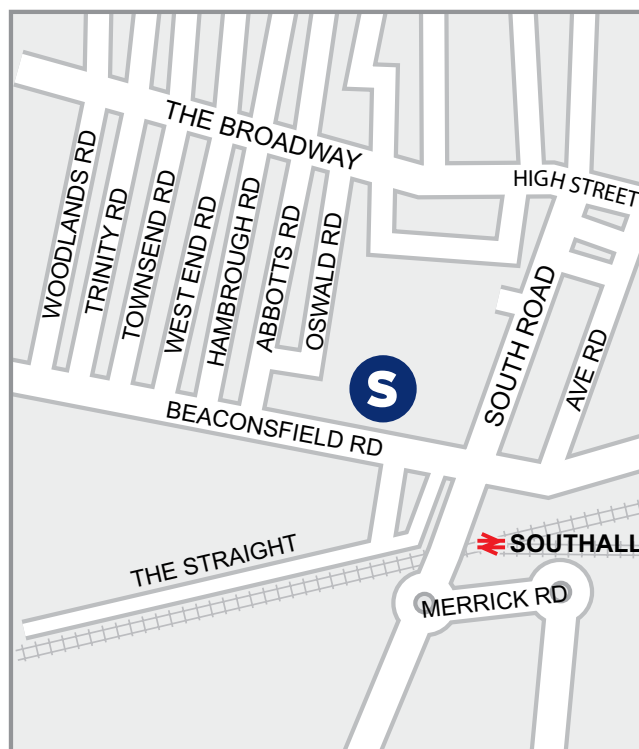 THE BROADWAY
HIGH STREET
WOODLANDS RD
TRINITY RD
TOWNSEND RD
WEST END RD
HAMBROUGH RD
ABBOTTS RD
OSWALD RD
SOUTH ROAD
AVE RD
S
BEACONSFIELD RD
THE STRAIGHT
SOUTHALL
MERRICK RD